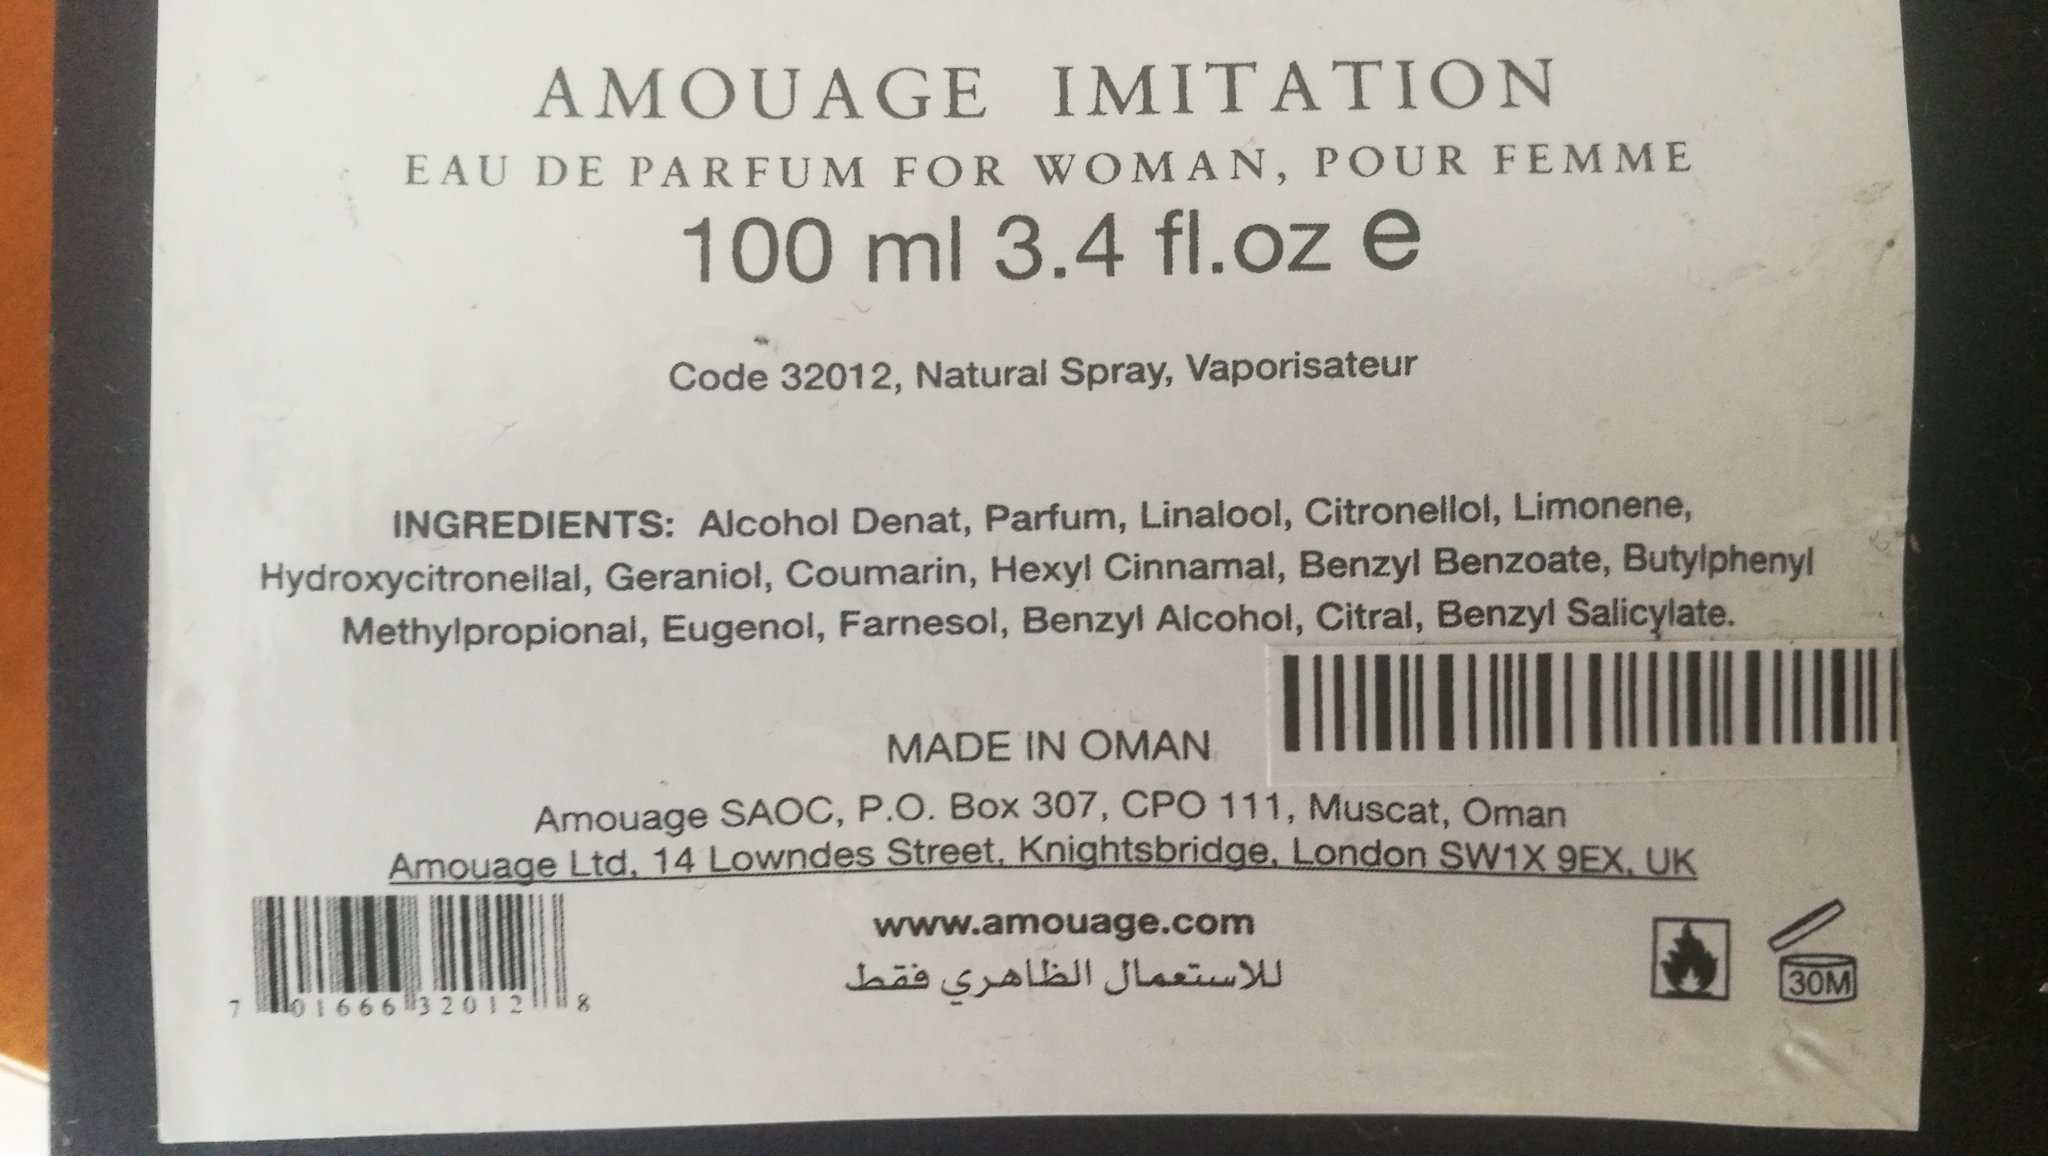 AMOUAGE IMITATION
EAU DE PARFUM FOR WOMAN, POUR FEMME
100 ml 3.4 fl.oz e
Code 32012, Natural Spray, Vaporisateur
INGREDIENTS: Alcohol Denat, Parfum, Linalool, Citronellol, Limonene,
Hydroxycitronellal, Geraniol, Coumarin, Hexyl Cinnamal, Benzyl Benzoate, Butylphenyl
Methylpropional, Eugenol, Farnesol, Benzyl Alcohol, Citral, Benzyl Salicylate.
MADE IN OMAN
Amouage SAOC, P.O. Box 307, CPO 111, Muscat, Oman
Amouage Ltd, 14 Lowndes Street, Knightsbridge, London SW1X 9EX, UK
www.amouage.com
للاستعمال الظاهري فقط
7 01666 32012 8
30M